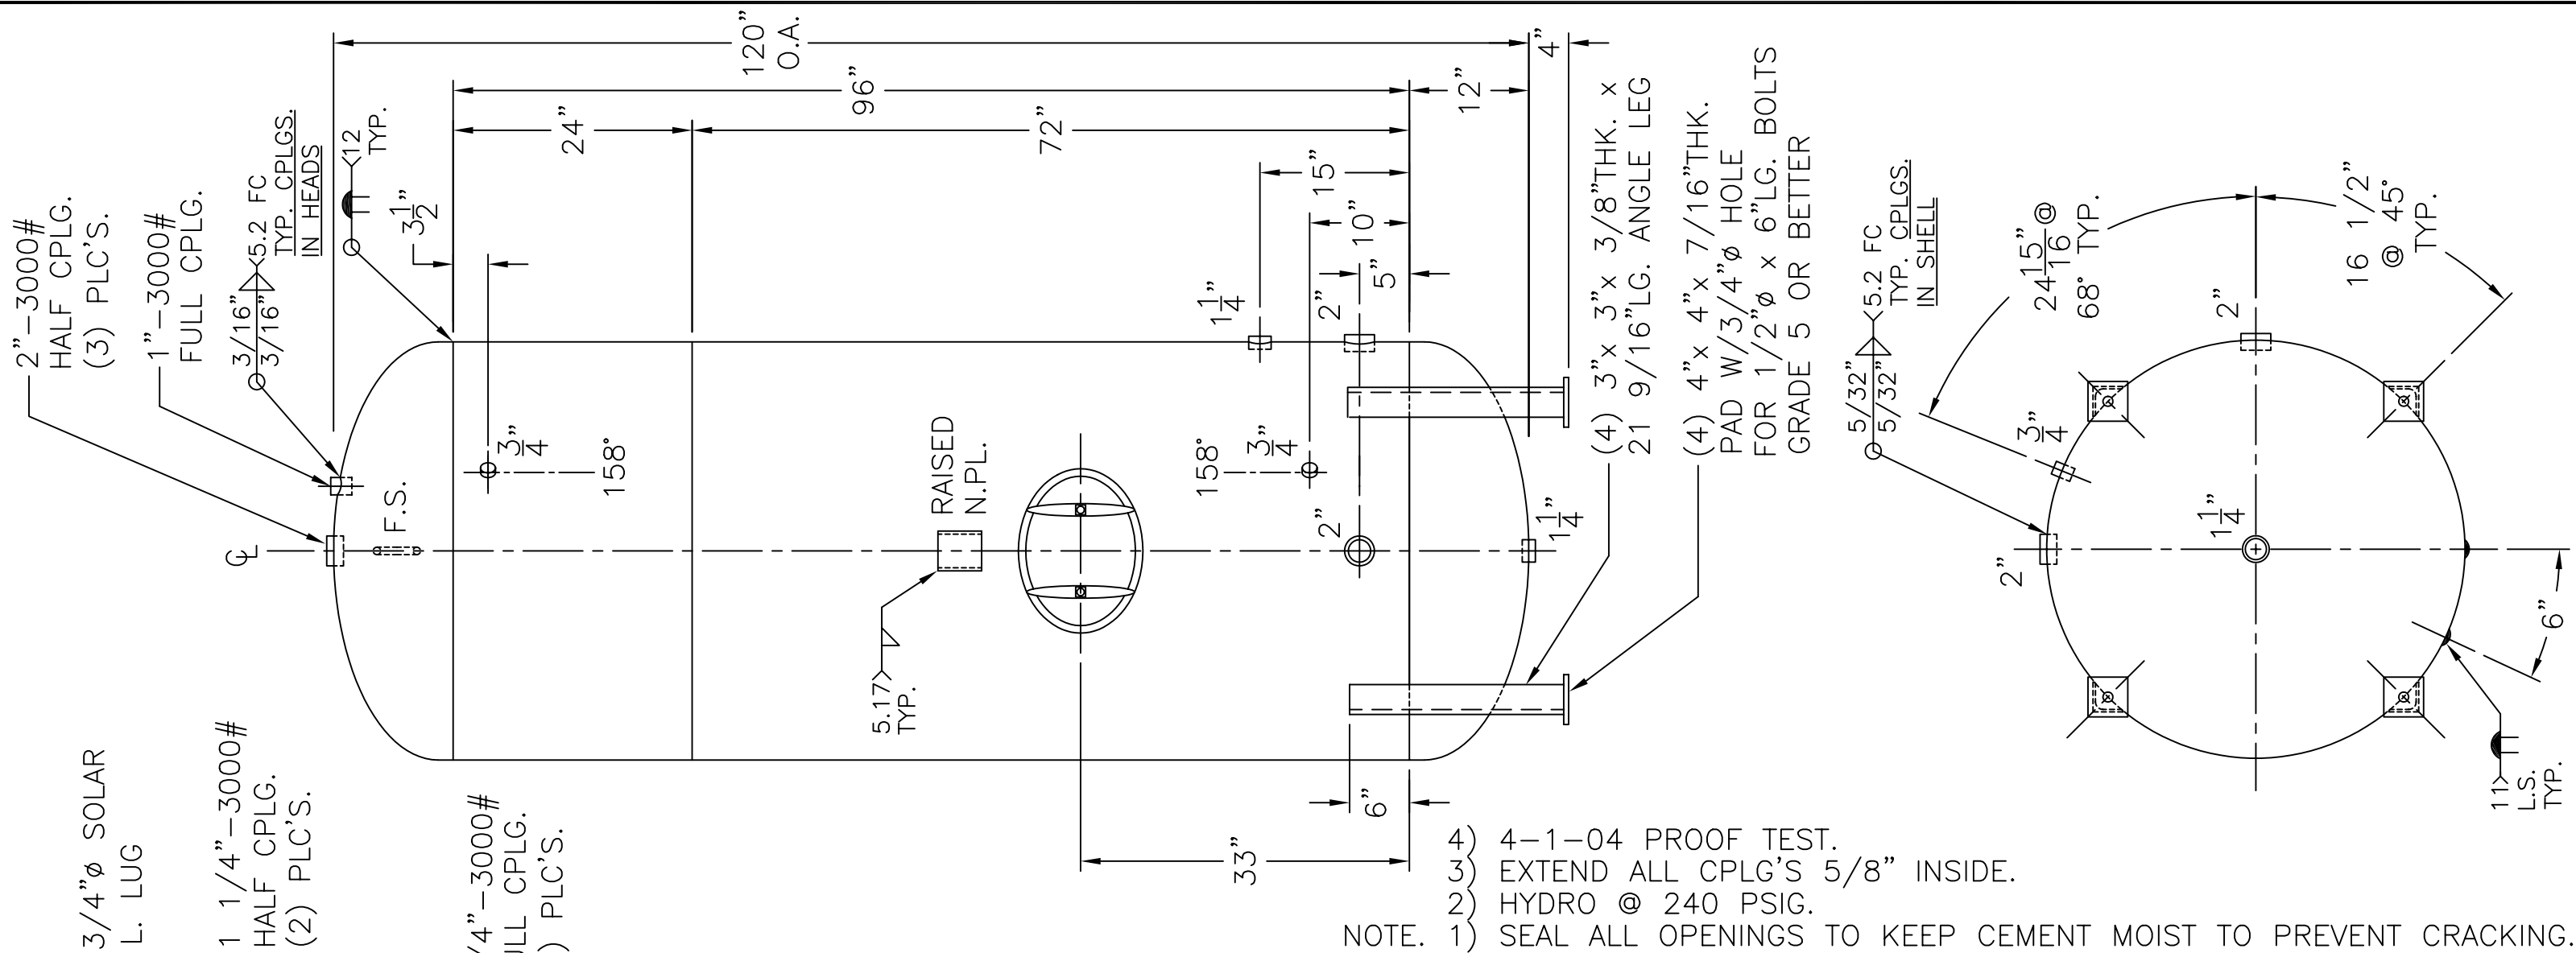 2"-3000#
HALF CPLG.
(3) PLC'S.
1"-3000#
FULL CPLG.
3/16"
3/16"
5.2 FC
TYP. CPLGS.
IN HEADS
12
TYP.
3 1/2"
120"
O.A.
96"
24"
72"
12"
4"
15"
10"
5"
1 1/4"
2"
℄
F.S.
3/4"
158°
RAISED
N.PL.
5.17
TYP.
158°
3/4"
2"
1 1/4"
6"
33"
(4) 3"x 3"x 3/8"THK. x
21 9/16"LG. ANGLE LEG
(4) 4"x 4"x 7/16"THK.
PAD W/3/4"ø HOLE
FOR 1/2"ø x 6"LG. BOLTS
GRADE 5 OR BETTER
3/4"ø SOLAR
L. LUG
1 1/4"-3000#
HALF CPLG.
(2) PLC'S.
/4"-3000#
ULL CPLG.
) PLC'S.
5/32"
5/32"
5.2 FC
TYP. CPLGS.
IN SHELL
24 15/16" @
68° TYP.
16 1/2"
@ 45°
TYP.
2"
3/4"
2"
1 1/4"
6"
11
L.S.
TYP.
4) 4-1-04 PROOF TEST.
3) EXTEND ALL CPLG'S 5/8" INSIDE.
2) HYDRO @ 240 PSIG.
NOTE. 1) SEAL ALL OPENINGS TO KEEP CEMENT MOIST TO PREVENT CRACKING.